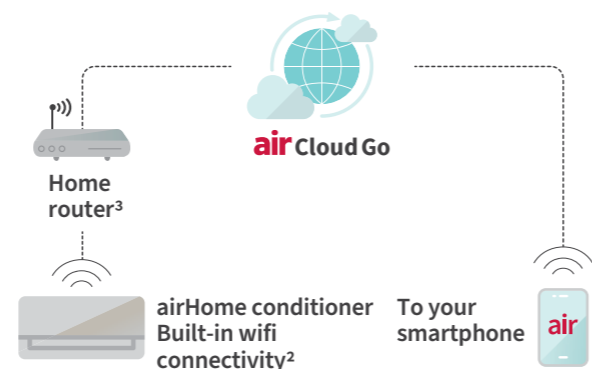 air Cloud Go
Home
router³
airHome conditioner
Built-in wifi
connectivity²
To your
smartphone
air